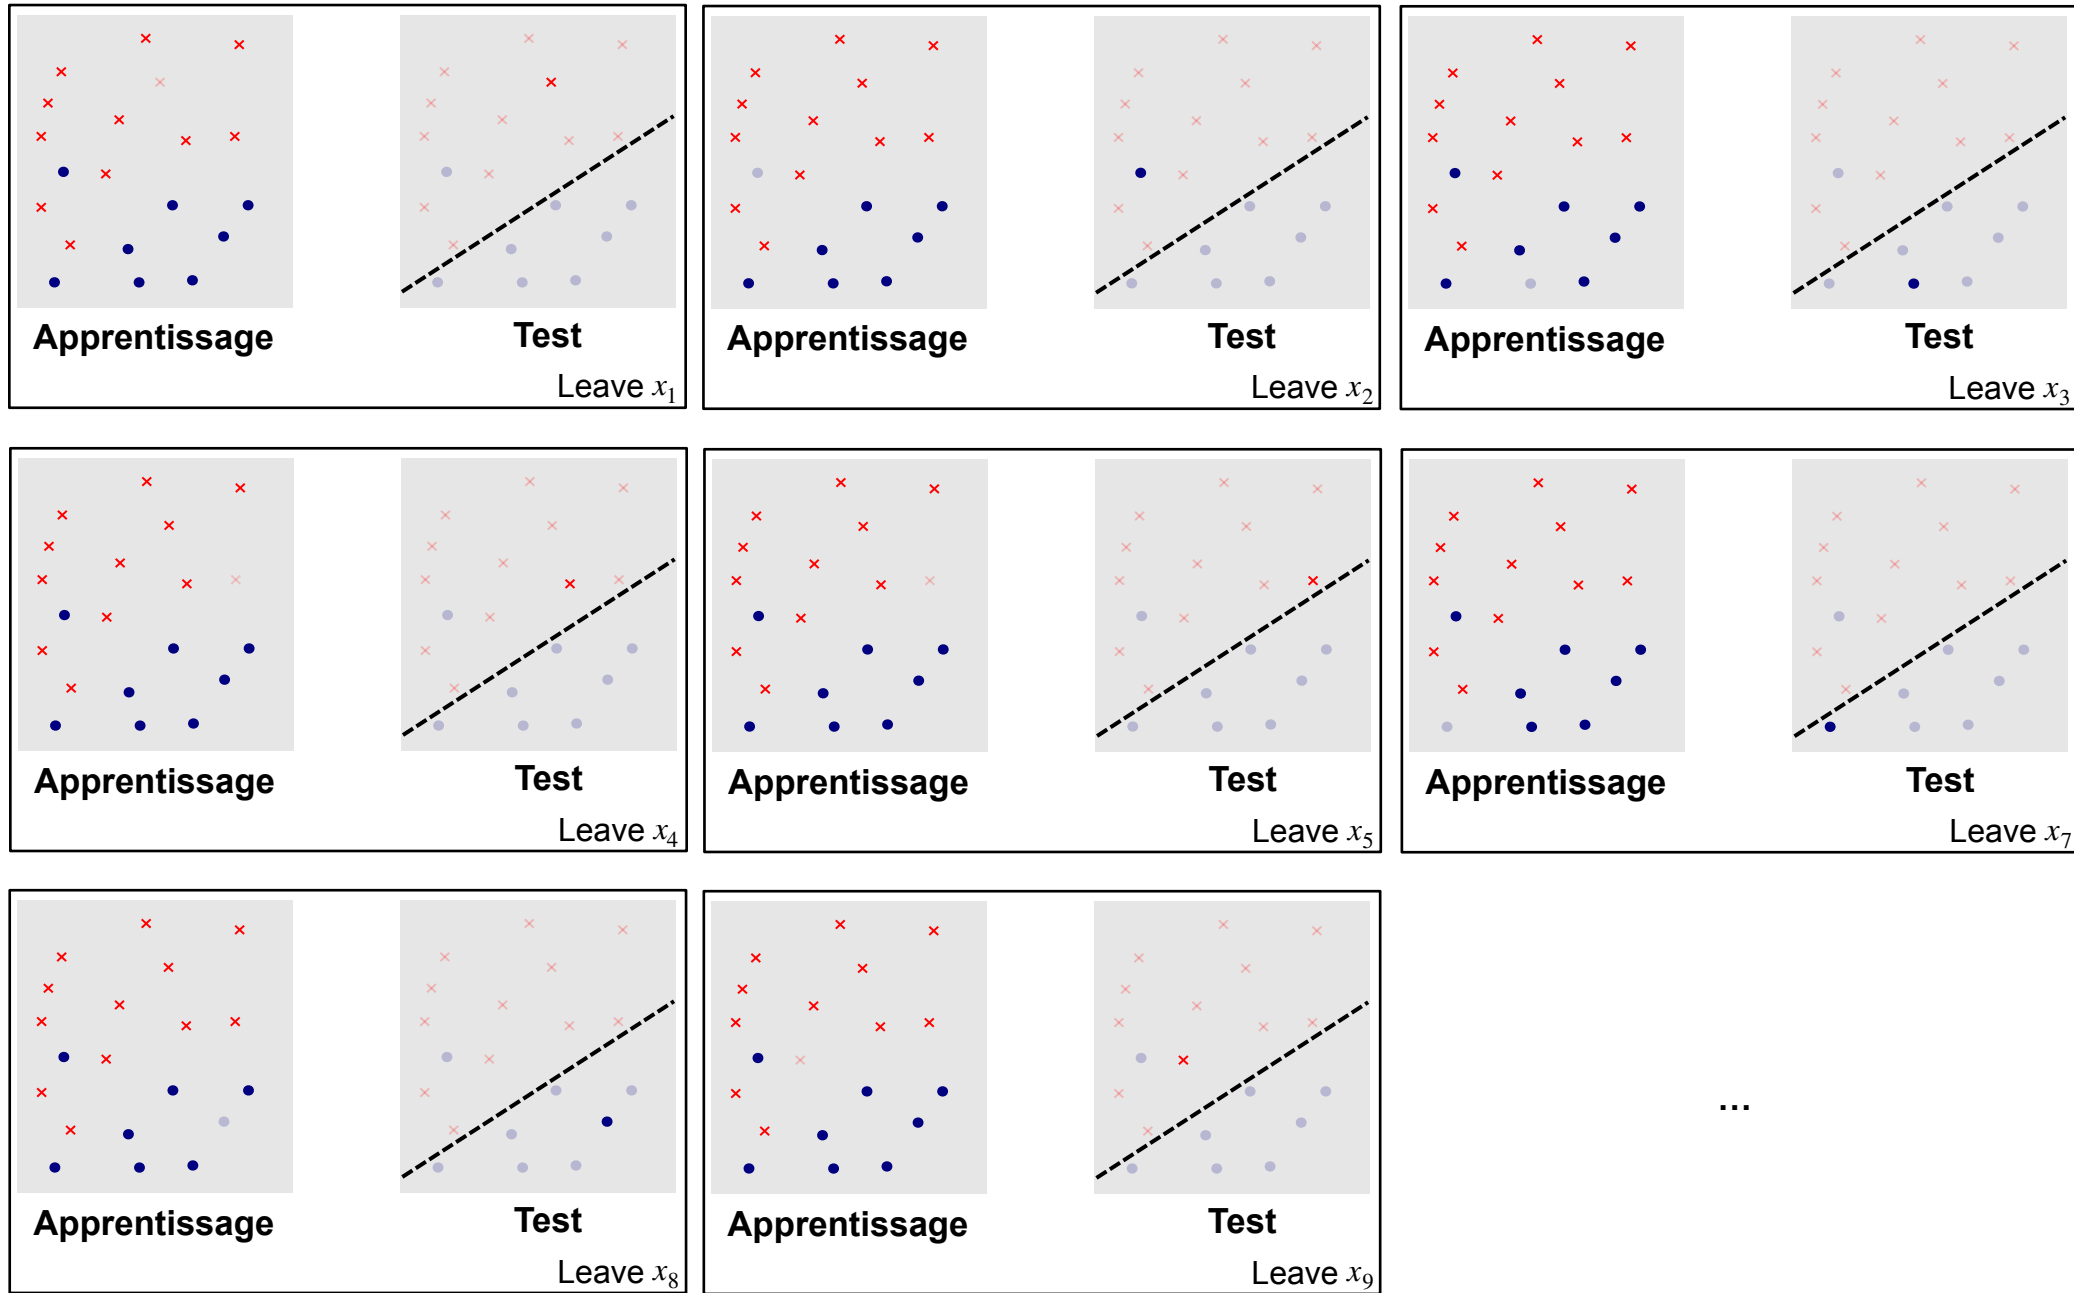 Apprentissage Test
Leave x₁
Apprentissage Test
Leave x₂
Apprentissage Test
Leave x₃
Apprentissage Test
Leave x₄
Apprentissage Test
Leave x₅
Apprentissage Test
Leave x₇
Apprentissage Test
Leave x₈
Apprentissage Test
Leave x₉
...